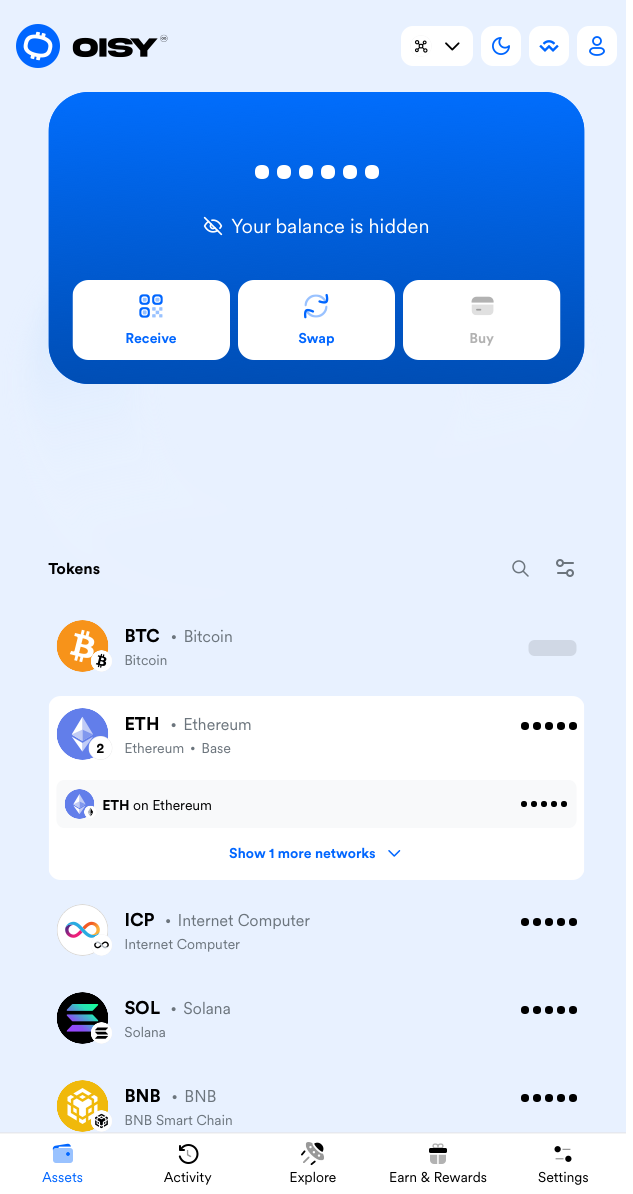 OISY
Your balance is hidden
Receive
Swap
Buy
Tokens
BTC • Bitcoin
Bitcoin
ETH • Ethereum
2
Ethereum • Base
ETH on Ethereum
Show 1 more networks
ICP • Internet Computer
Internet Computer
SOL • Solana
Solana
BNB • BNB
BNB Smart Chain
Assets
Activity
Explore
Earn & Rewards
Settings